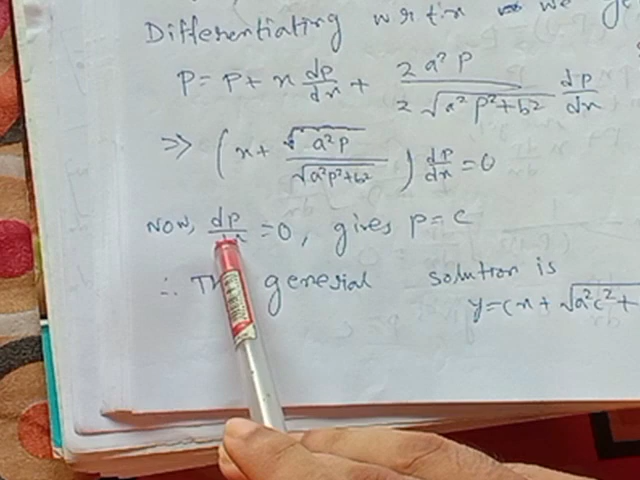 Differentiating w.r.t.x we ge
P = P + x dp/dx + 2a²p / 2√a²p²+b² dp/dx
⇒ (x + a²p / √a²p²+b²) dp/dx = 0
Now, dp/dx = 0, gives p = c
∴ The general solution is
y = cx + √a²c² +